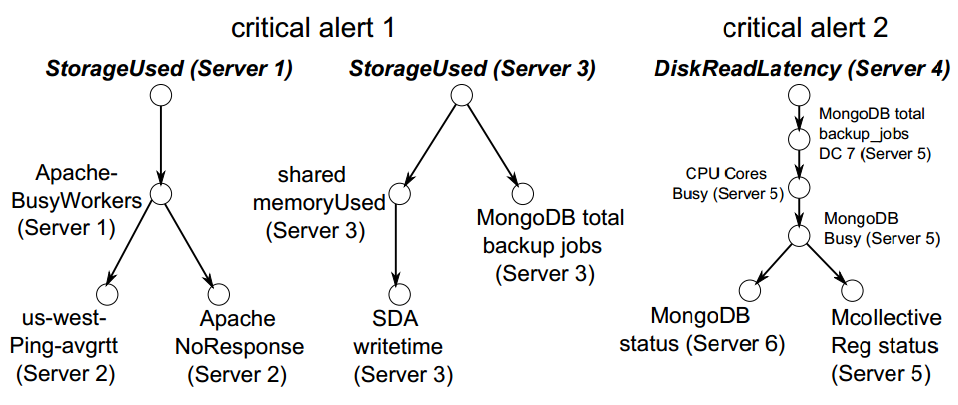 critical alert 1
critical alert 2
StorageUsed (Server 1)
StorageUsed (Server 3)
DiskReadLatency (Server 4)
Apache-
BusyWorkers
(Server 1)
us-west-
Ping-avgrtt
(Server 2)
Apache
NoResponse
(Server 2)
shared
memoryUsed
(Server 3)
MongoDB total
backup jobs
(Server 3)
SDA
writetime
(Server 3)
MongoDB total
backup_jobs
DC 7 (Server 5)
CPU Cores
Busy (Server 5)
MongoDB
Busy (Server 5)
MongoDB
status (Server 6)
Mcollective
Reg status
(Server 5)